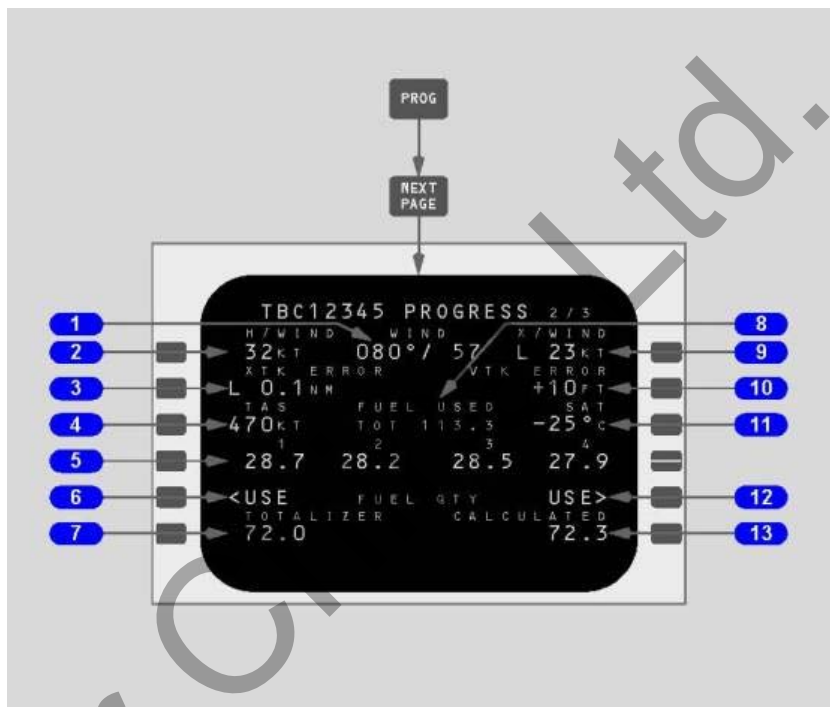 PROG
NEXT
PAGE
TBC12345 PROGRESS 2/3
H/WIND WIND X/WIND
32KT 080°/ 57 L 23KT
XTK ERROR VTK ERROR
L 0.1NM +10FT
TAS FUEL USED SAT
470KT TOT 113.3 -25°C
1 2 3 4
28.7 28.2 28.5 27.9
<USE FUEL QTY USE>
TOTALIZER CALCULATED
72.0 72.3
1
2
3
4
5
6
7
8
9
10
11
12
13
Ltd.